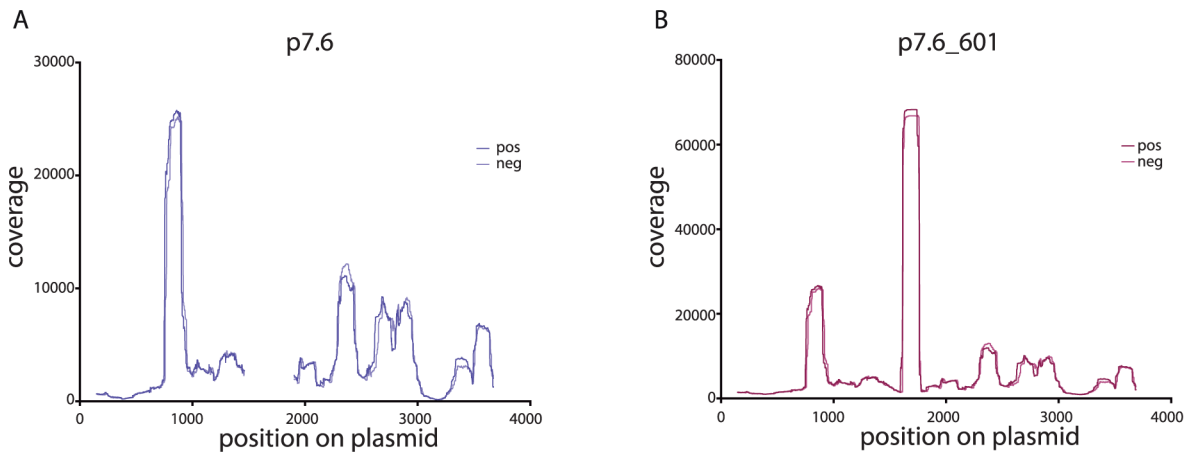 A
p7.6
30000
20000
10000
0
0 1000 2000 3000 4000
coverage
position on plasmid
pos
neg
B
p7.6_601
80000
60000
40000
20000
0
0 1000 2000 3000 4000
coverage
position on plasmid
pos
neg